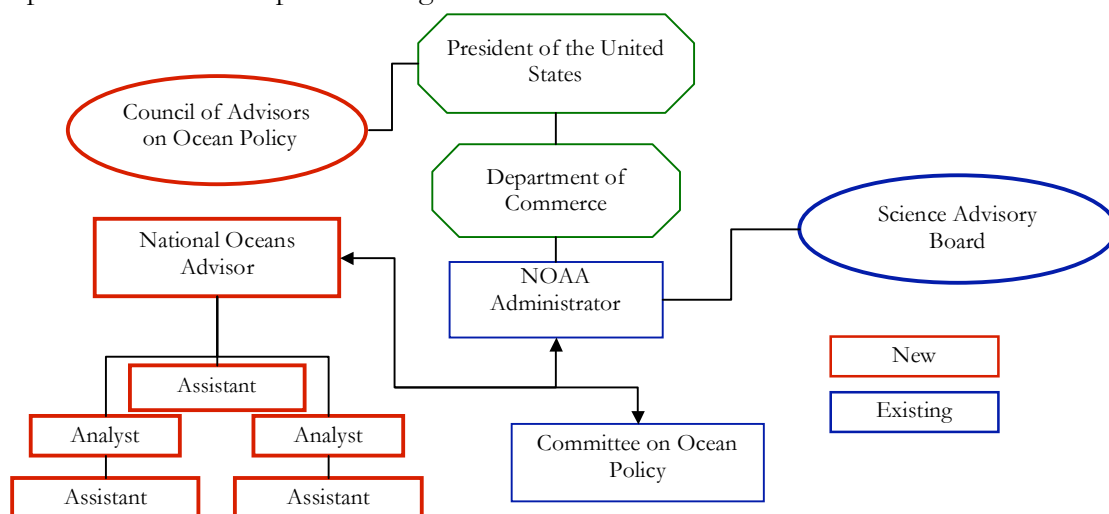 President of the United
States
Council of Advisors
on Ocean Policy
Department of
Commerce
Science Advisory
Board
National Oceans
Advisor
NOAA
Administrator
New
Assistant
Existing
Analyst
Analyst
Committee on Ocean
Policy
Assistant
Assistant